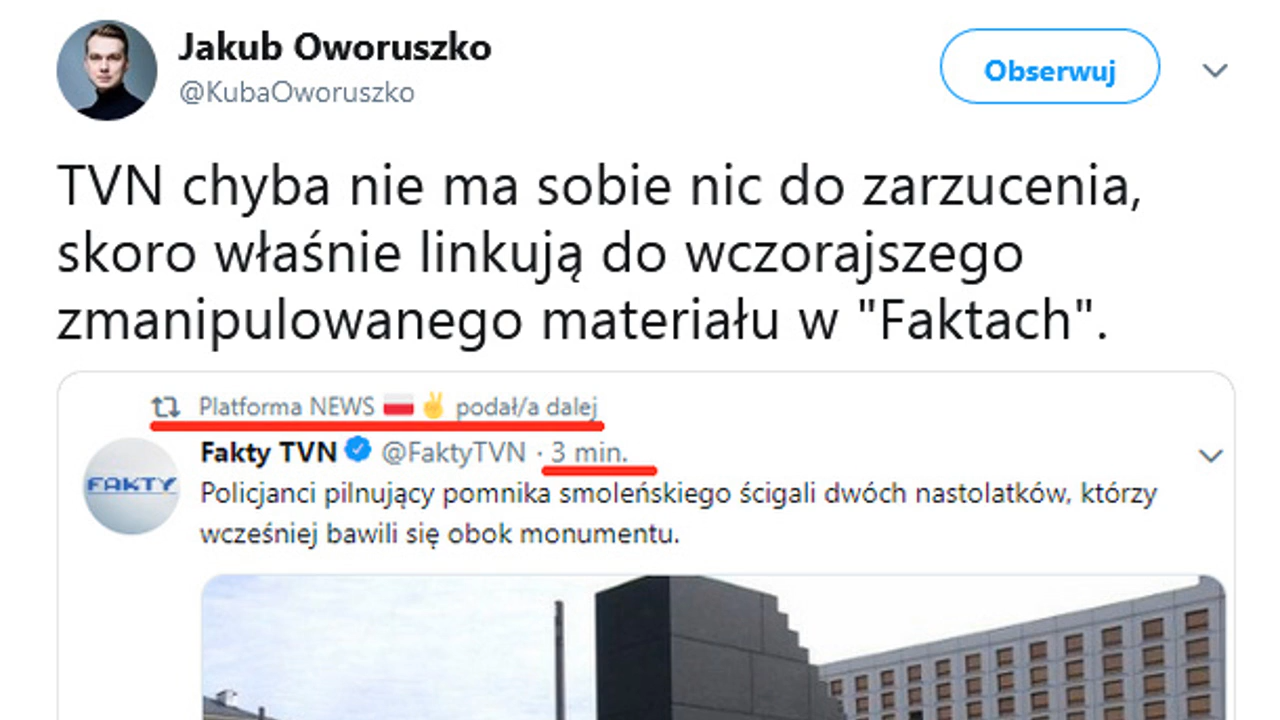 Jakub Oworuszko
@KubaOworuszko
Obserwuj
TVN chyba nie ma sobie nic do zarzucenia,
skoro właśnie linkują do wczorajszego
zmanipulowanego materiału w "Faktach".
Platforma NEWS 🇵🇱✌ podał/a dalej
Fakty TVN @FaktyTVN · 3 min.
FAKTY
Policjanci pilnujący pomnika smoleńskiego ścigali dwóch nastolatków, którzy
wcześniej bawili się obok monumentu.